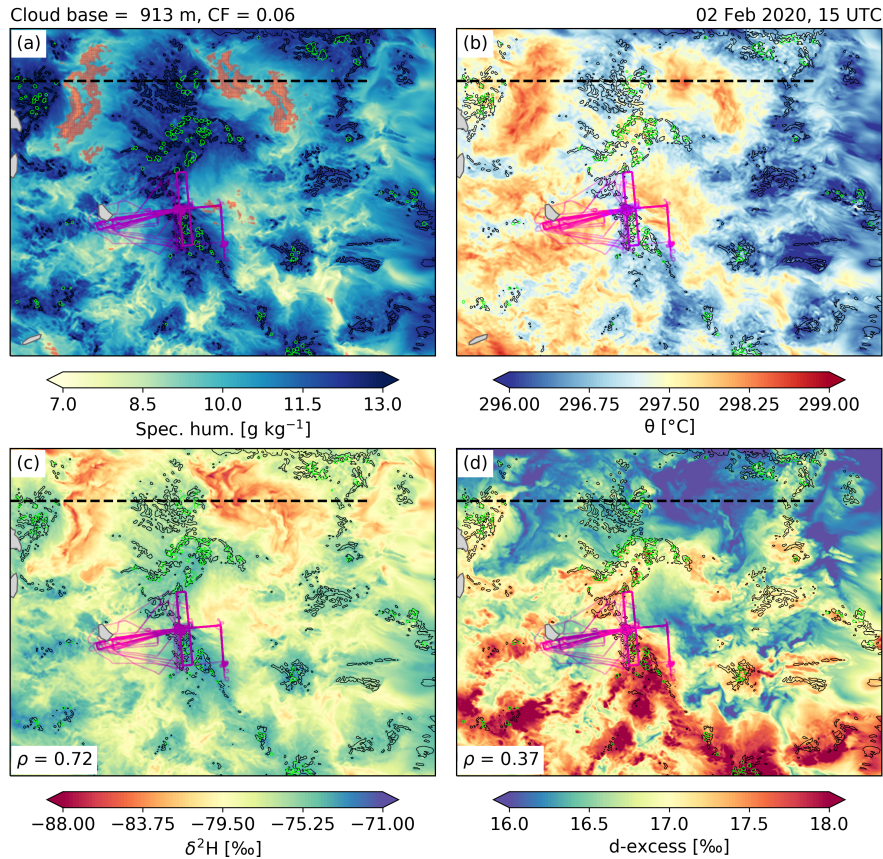 Cloud base =  913 m, CF = 0.06
02 Feb 2020, 15 UTC
(a)
(b)
7.0 8.5 10.0 11.5 13.0
Spec. hum. [g kg⁻¹]
296.00 296.75 297.50 298.25 299.00
θ [°C]
(c)
(d)
ρ = 0.72
ρ = 0.37
−88.00 −83.75 −79.50 −75.25 −71.00
δ²H [‰]
16.0 16.5 17.0 17.5 18.0
d-excess [‰]